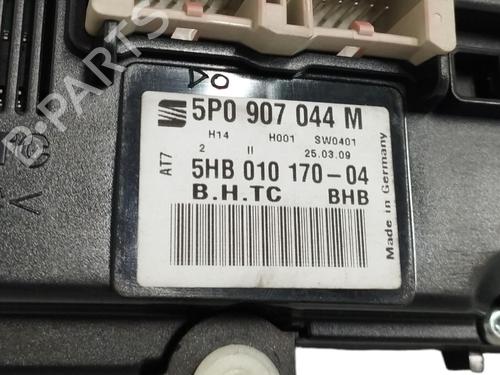 DO
5P0 907 044 M
H14 H001 SW0401
2 II 25.03.09
AT7
5HB 010 170-04
B.H.TC BHB
Made in Germany
B-PARTS